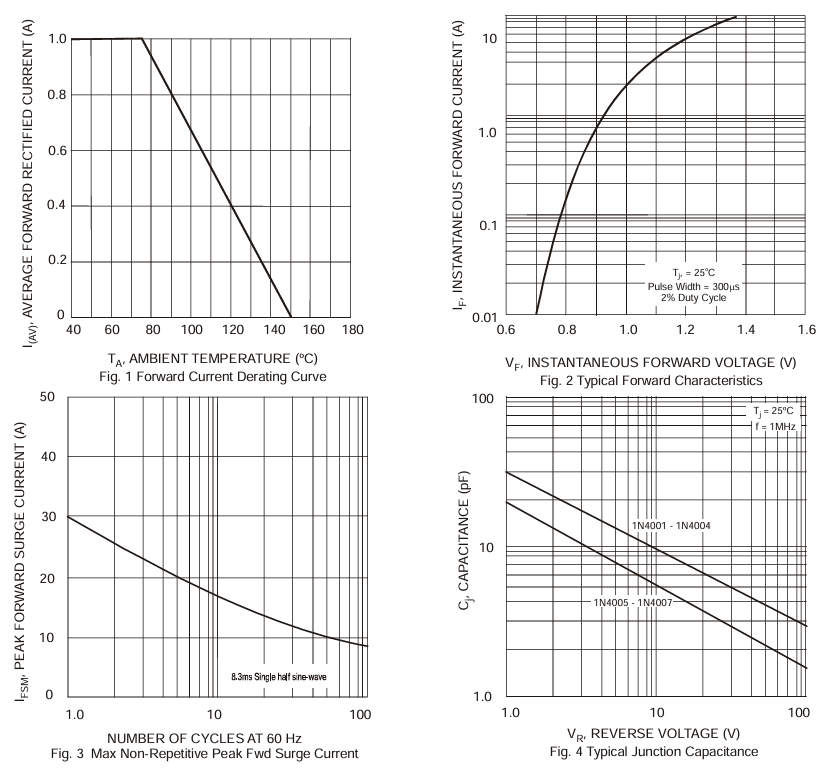 I(AV), AVERAGE FORWARD RECTIFIED CURRENT (A)
1.0
0.8
0.6
0.4
0.2
0
40 60 80 100 120 140 160 180
TA, AMBIENT TEMPERATURE (ºC)
Fig. 1 Forward Current Derating Curve
IF, INSTANTANEOUS FORWARD CURRENT (A)
10
1.0
0.1
0.01
Tj, = 25°C
Pulse Width = 300µs
2% Duty Cycle
0.6 0.8 1.0 1.2 1.4 1.6
VF, INSTANTANEOUS FORWARD VOLTAGE (V)
Fig. 2 Typical Forward Characteristics
IFSM, PEAK FORWARD SURGE CURRENT (A)
50
40
30
20
10
0
8.3ms Single half sine-wave
1.0 10 100
NUMBER OF CYCLES AT 60 Hz
Fig. 3 Max Non-Repetitive Peak Fwd Surge Current
Cj, CAPACITANCE (pF)
100
10
1.0
Tj = 25ºC
f = 1MHz
1N4001 - 1N4004
1N4005 - 1N4007
1.0 10 100
VR, REVERSE VOLTAGE (V)
Fig. 4 Typical Junction Capacitance